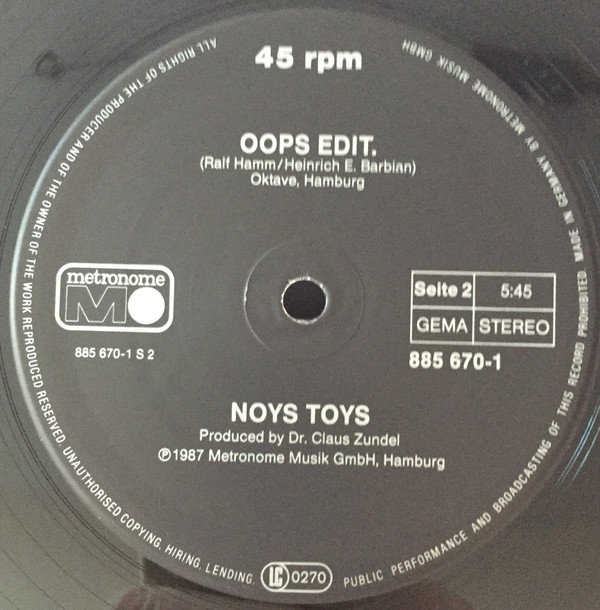 45 rpm
OOPS EDIT.
(Ralf Hamm/Heinrich E. Barbian)
Oktave, Hamburg
metronome
885 670-1 S 2
Seite 2 5:45
GEMA STEREO
885 670-1
NOYS TOYS
Produced by Dr. Claus Zundel
℗1987 Metronome Musik GmbH, Hamburg
ALL RIGHTS OF THE PRODUCER AND OF THE OWNER OF THE WORK REPRODUCED RESERVED. UNAUTHORISED COPYING, HIRING, LENDING, PUBLIC PERFORMANCE AND BROADCASTING OF THIS RECORD PROHIBITED. MADE IN GERMANY BY METRONOME MUSIK GMBH
LC 0270